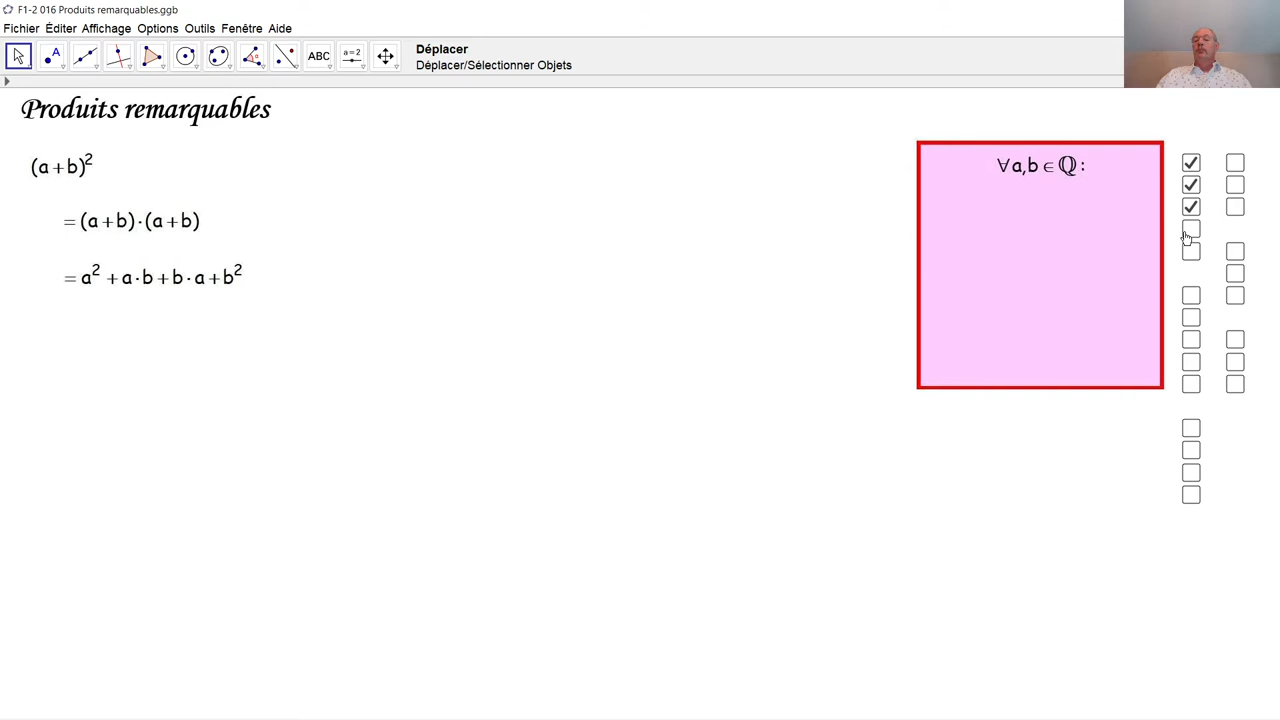 F1-2 016 Produits remarquables.ggb
Fichier Éditer Affichage Options Outils Fenêtre Aide
A
ABC
a=2
Déplacer
Déplacer/Sélectionner Objets
Produits remarquables
(a+b)²
=(a+b)·(a+b)
=a²+a·b+b·a+b²
∀a,b∈ℚ: